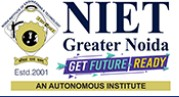 NIET
Greater Noida
GET FUTURE READY
Estd.2001
AN AUTONOMOUS INSTITUTE